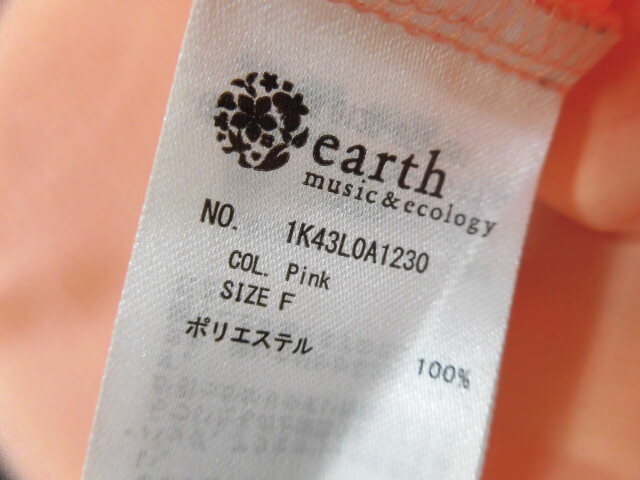 earth
music&ecology
NO. 1K43L0A1230
COL. Pink
SIZE F
ポリエステル 100%